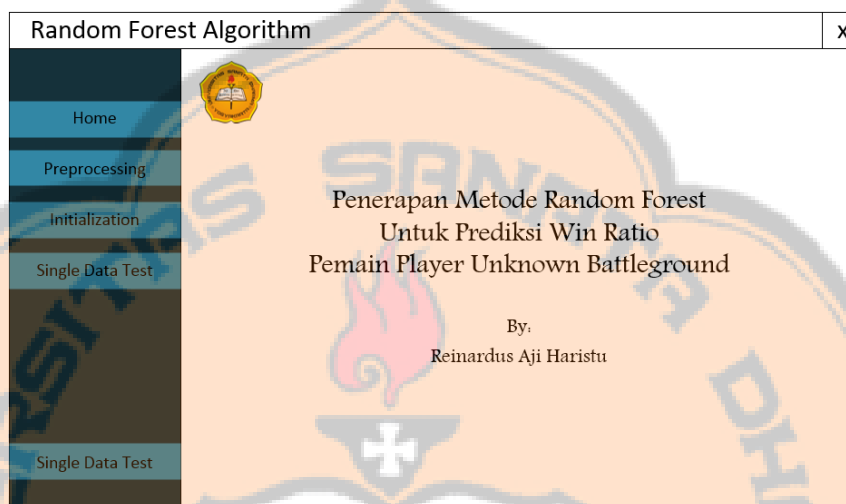 Random Forest Algorithm
x
Home
Preprocessing
Initialization
Single Data Test
Single Data Test
Penerapan Metode Random Forest
Untuk Prediksi Win Ratio
Pemain Player Unknown Battleground
By:
Reinardus Aji Haristu